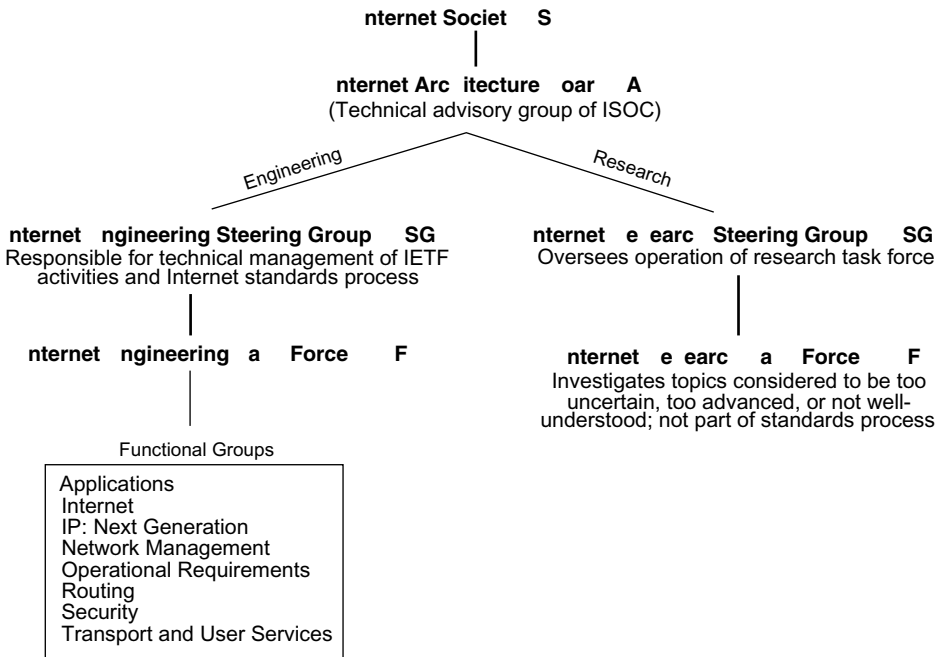 nternet Societ S
nternet Arc itecture oar A
(Technical advisory group of ISOC)
Engineering
Research
nternet ngineering Steering Group SG
Responsible for technical management of IETF
activities and Internet standards process
nternet e earc Steering Group SG
Oversees operation of research task force
nternet ngineering a Force F
nternet e earc a Force F
Investigates topics considered to be too
uncertain, too advanced, or not well-
understood; not part of standards process
Functional Groups
Applications
Internet
IP: Next Generation
Network Management
Operational Requirements
Routing
Security
Transport and User Services